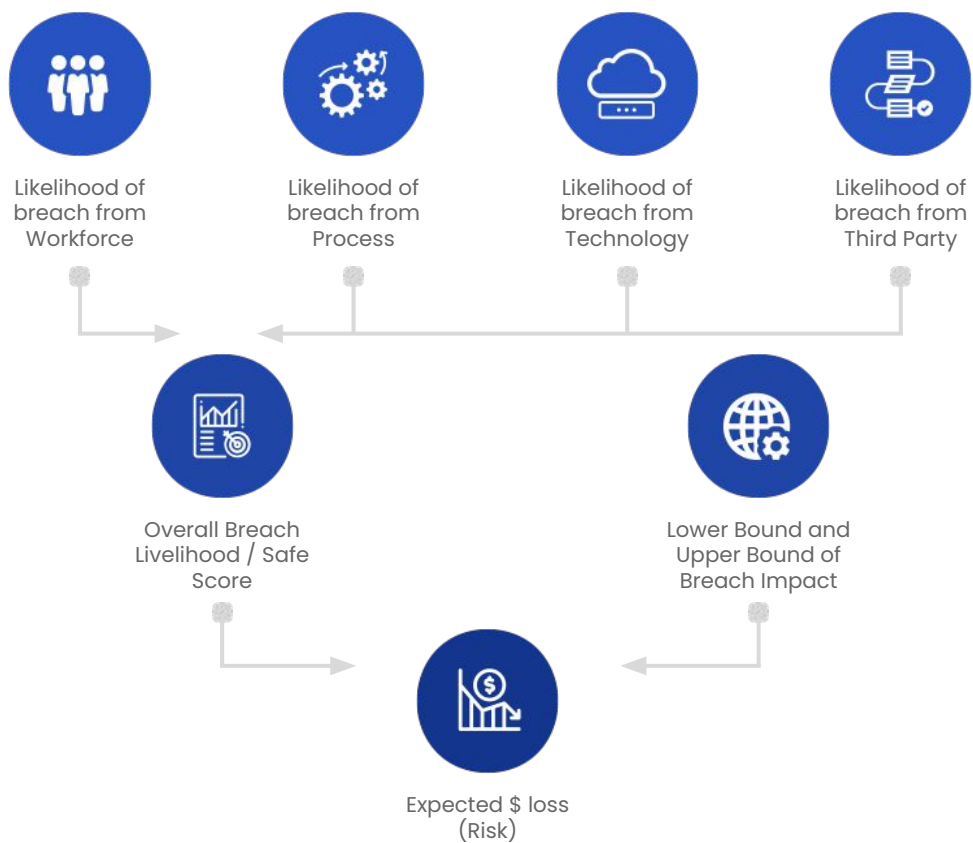 Likelihood of
breach from
Workforce
Likelihood of
breach from
Process
Likelihood of
breach from
Technology
Likelihood of
breach from
Third Party
Overall Breach
Livelihood / Safe
Score
Lower Bound and
Upper Bound of
Breach Impact
$
Expected $ loss
(Risk)